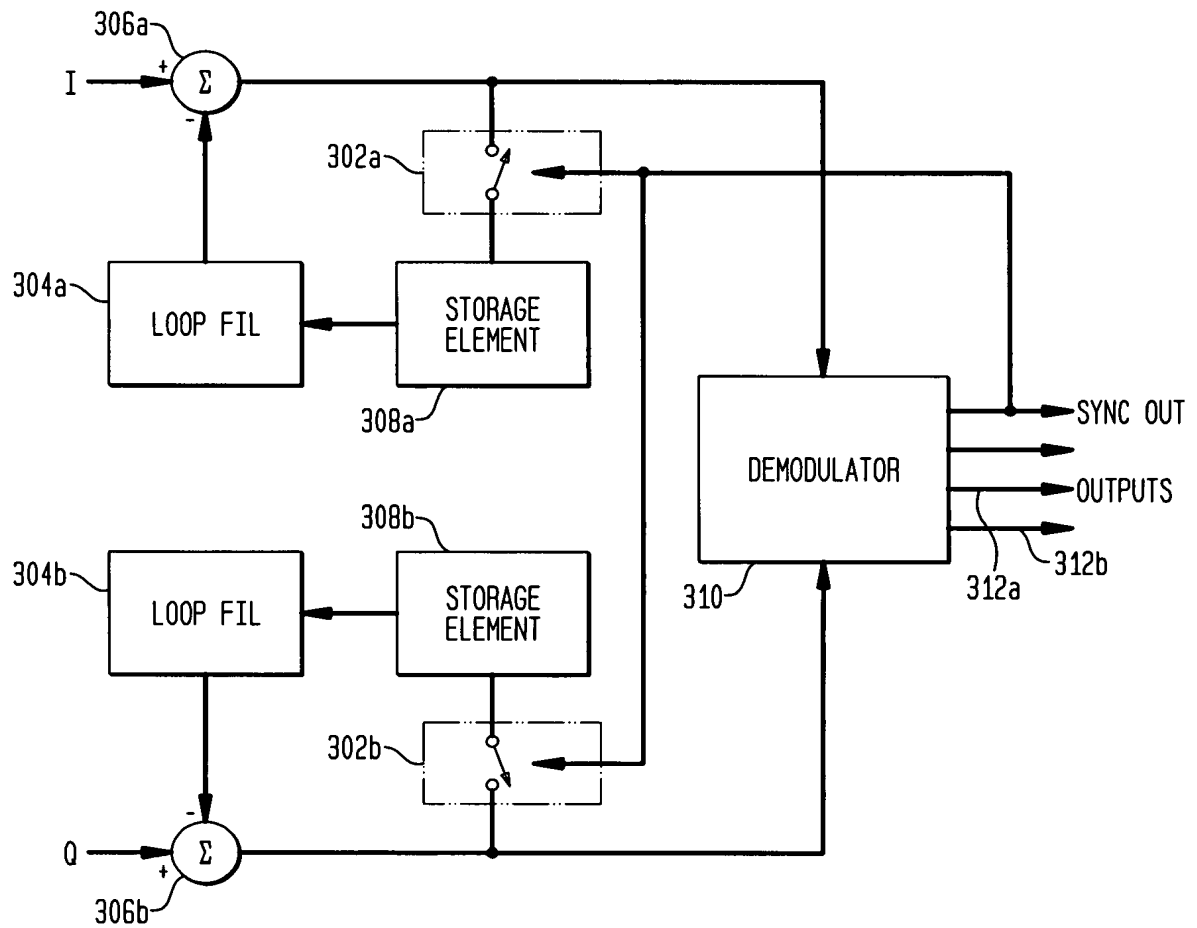 306a
I
+
Σ
-
302a
304a
LOOP FIL
STORAGE
ELEMENT
308a
SYNC OUT
DEMODULATOR
OUTPUTS
308b
304b
LOOP FIL
STORAGE
ELEMENT
310
312a
312b
302b
-
Q
+
Σ
306b